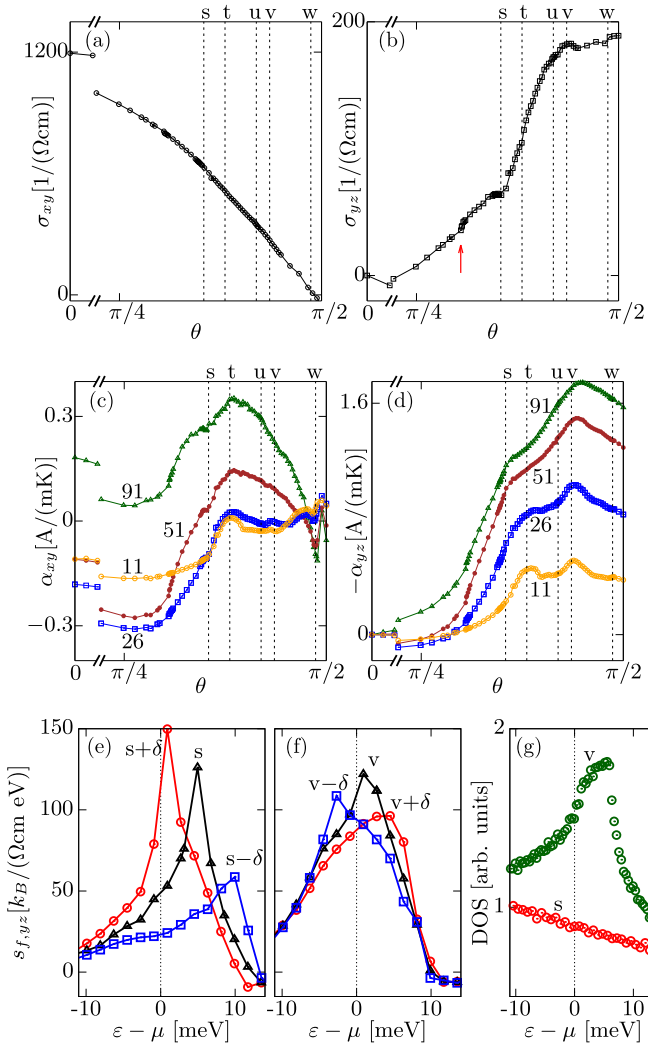 s t u v w s t u v w
1200 (a) 200 (b)
σxy[1/(Ωcm)] σyz[1/(Ωcm)]
0 0
0 π/4 π/2 0 π/4 π/2
θ θ
s t u v w s t u v w
(c) (d)
0.3 1.6
91 91
51 51
0 26
11 11
−0.3 26 0
αxy[A/(mK)] −αyz[A/(mK)]
0 π/4 π/2 0 π/4 π/2
θ θ
150 (e) (f) 2 (g)
s+δ s v v
v−δ v+δ
100
s−δ
50 1 s
0
sf,yz[kB/(Ωcm eV)] DOS [arb. units]
-10 0 10 -10 0 10 -10 0 10
ε − μ [meV] ε − μ [meV] ε − μ [meV]